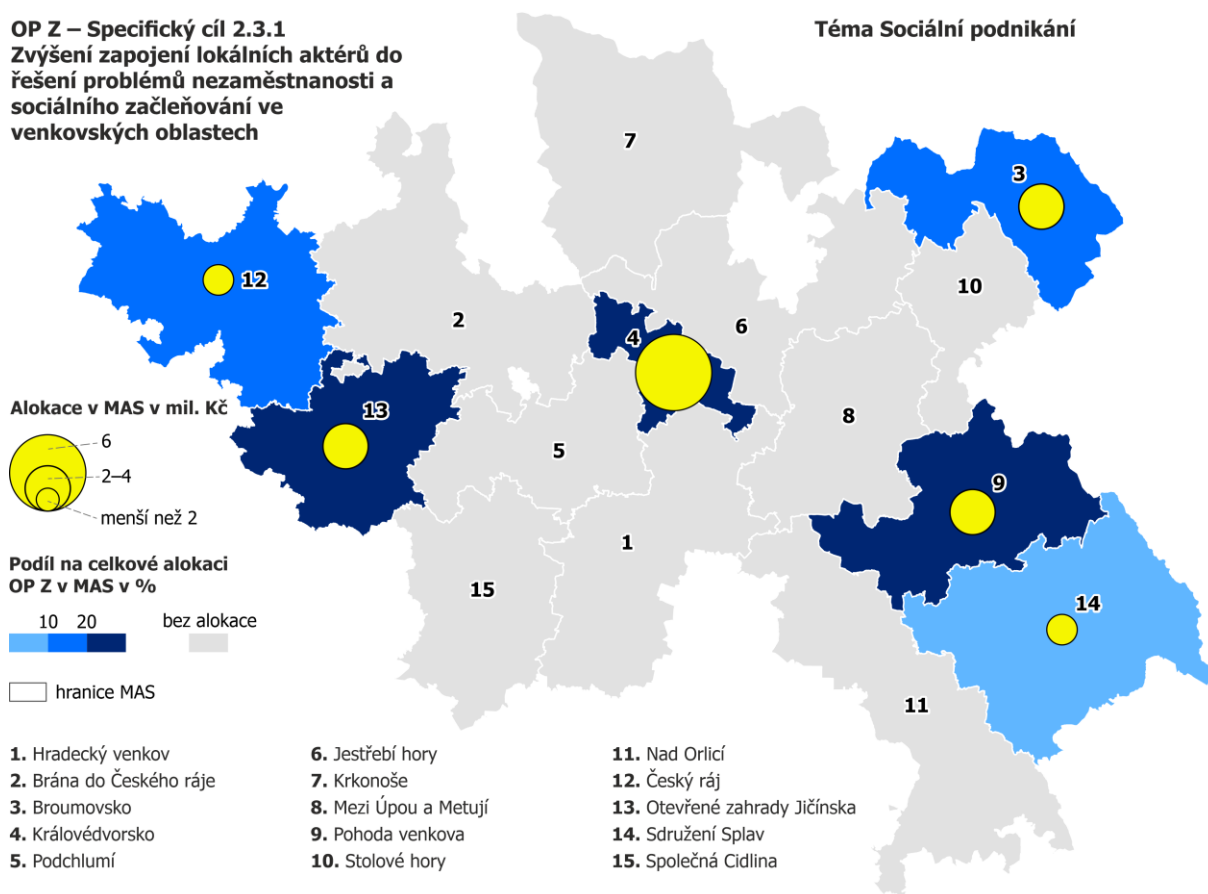 OP Z – Specifický cíl 2.3.1
Zvýšení zapojení lokálních aktérů do
řešení problémů nezaměstnanosti a
sociálního začleňování ve
venkovských oblastech
Téma Sociální podnikání
7
3
12
10
2
4
6
13
8
5
9
1
15
14
11
Alokace v MAS v mil. Kč
6
2–4
menší než 2
Podíl na celkové alokaci
OP Z v MAS v %
10 20 bez alokace
hranice MAS
1. Hradecký venkov
2. Brána do Českého ráje
3. Broumovsko
4. Královédvorsko
5. Podchlumí
6. Jestřebí hory
7. Krkonoše
8. Mezi Úpou a Metují
9. Pohoda venkova
10. Stolové hory
11. Nad Orlicí
12. Český ráj
13. Otevřené zahrady Jičínska
14. Sdružení Splav
15. Společná Cidlina